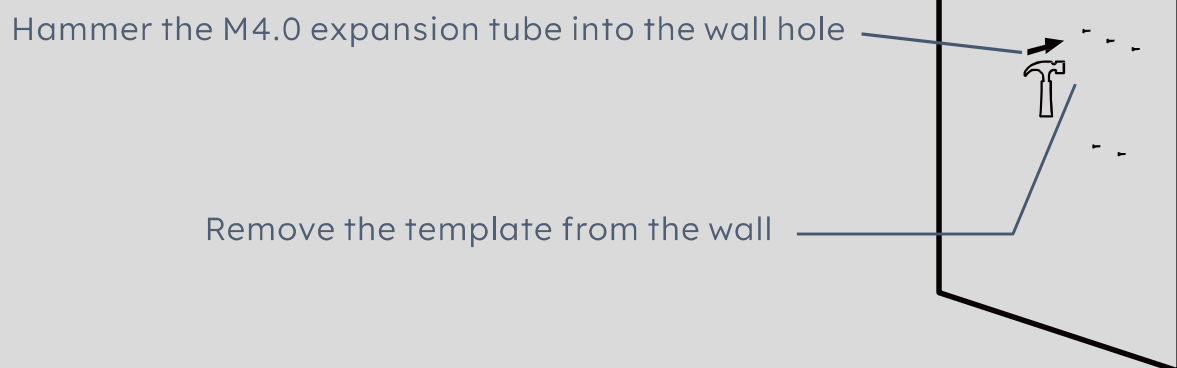 Hammer the M4.0 expansion tube into the wall hole
Remove the template from the wall